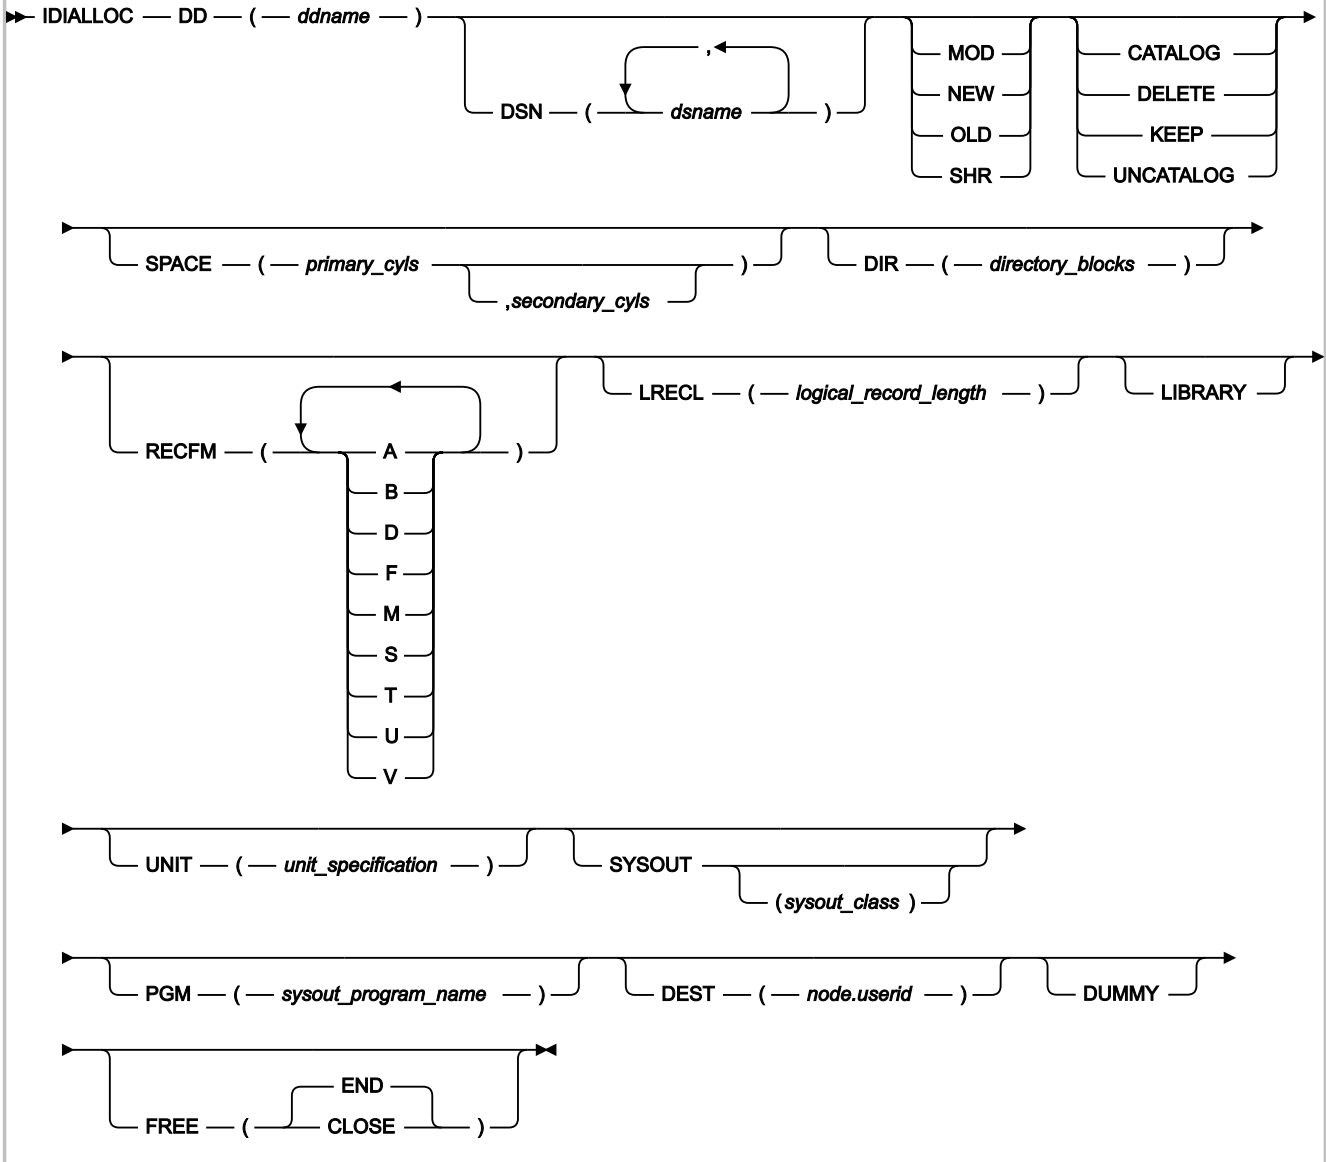 IDIALLOC DD ( ddname )
,
DSN ( dsname )
MOD
NEW
OLD
SHR
CATALOG
DELETE
KEEP
UNCATALOG
SPACE ( primary_cyls )
,secondary_cyls
DIR ( directory_blocks )
RECFM ( A )
B
D
F
M
S
T
U
V
LRECL ( logical_record_length )
LIBRARY
UNIT ( unit_specification )
SYSOUT
(sysout_class )
PGM ( sysout_program_name )
DEST ( node.userid )
DUMMY
END
FREE ( CLOSE )